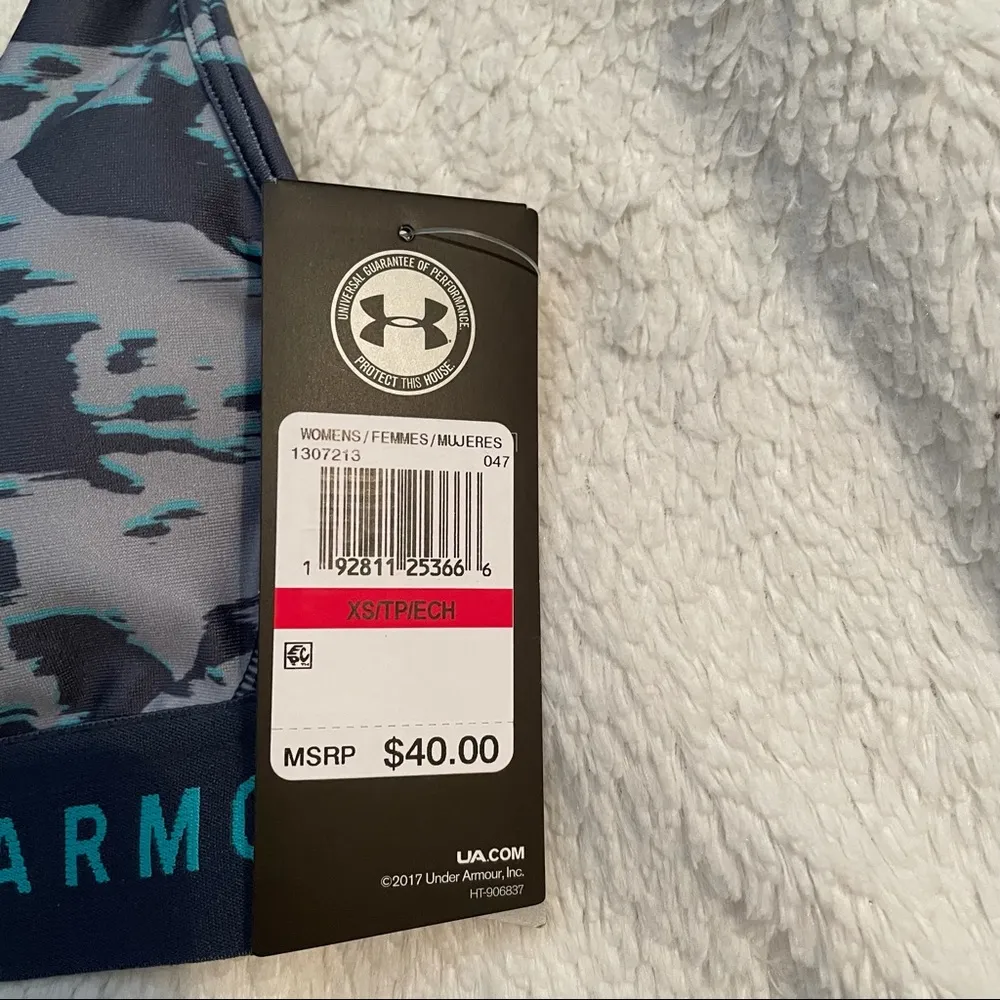 UNIVERSAL GUARANTEE OF PERFORMANCE.
PROTECT THIS HOUSE.
WOMENS/FEMMES/MUJERES
1307213 047
1 92811 25366 6
XS/TP/ECH
EPC
MSRP $40.00
ARMO
UA.COM
©2017 Under Armour, Inc.
HT-906837